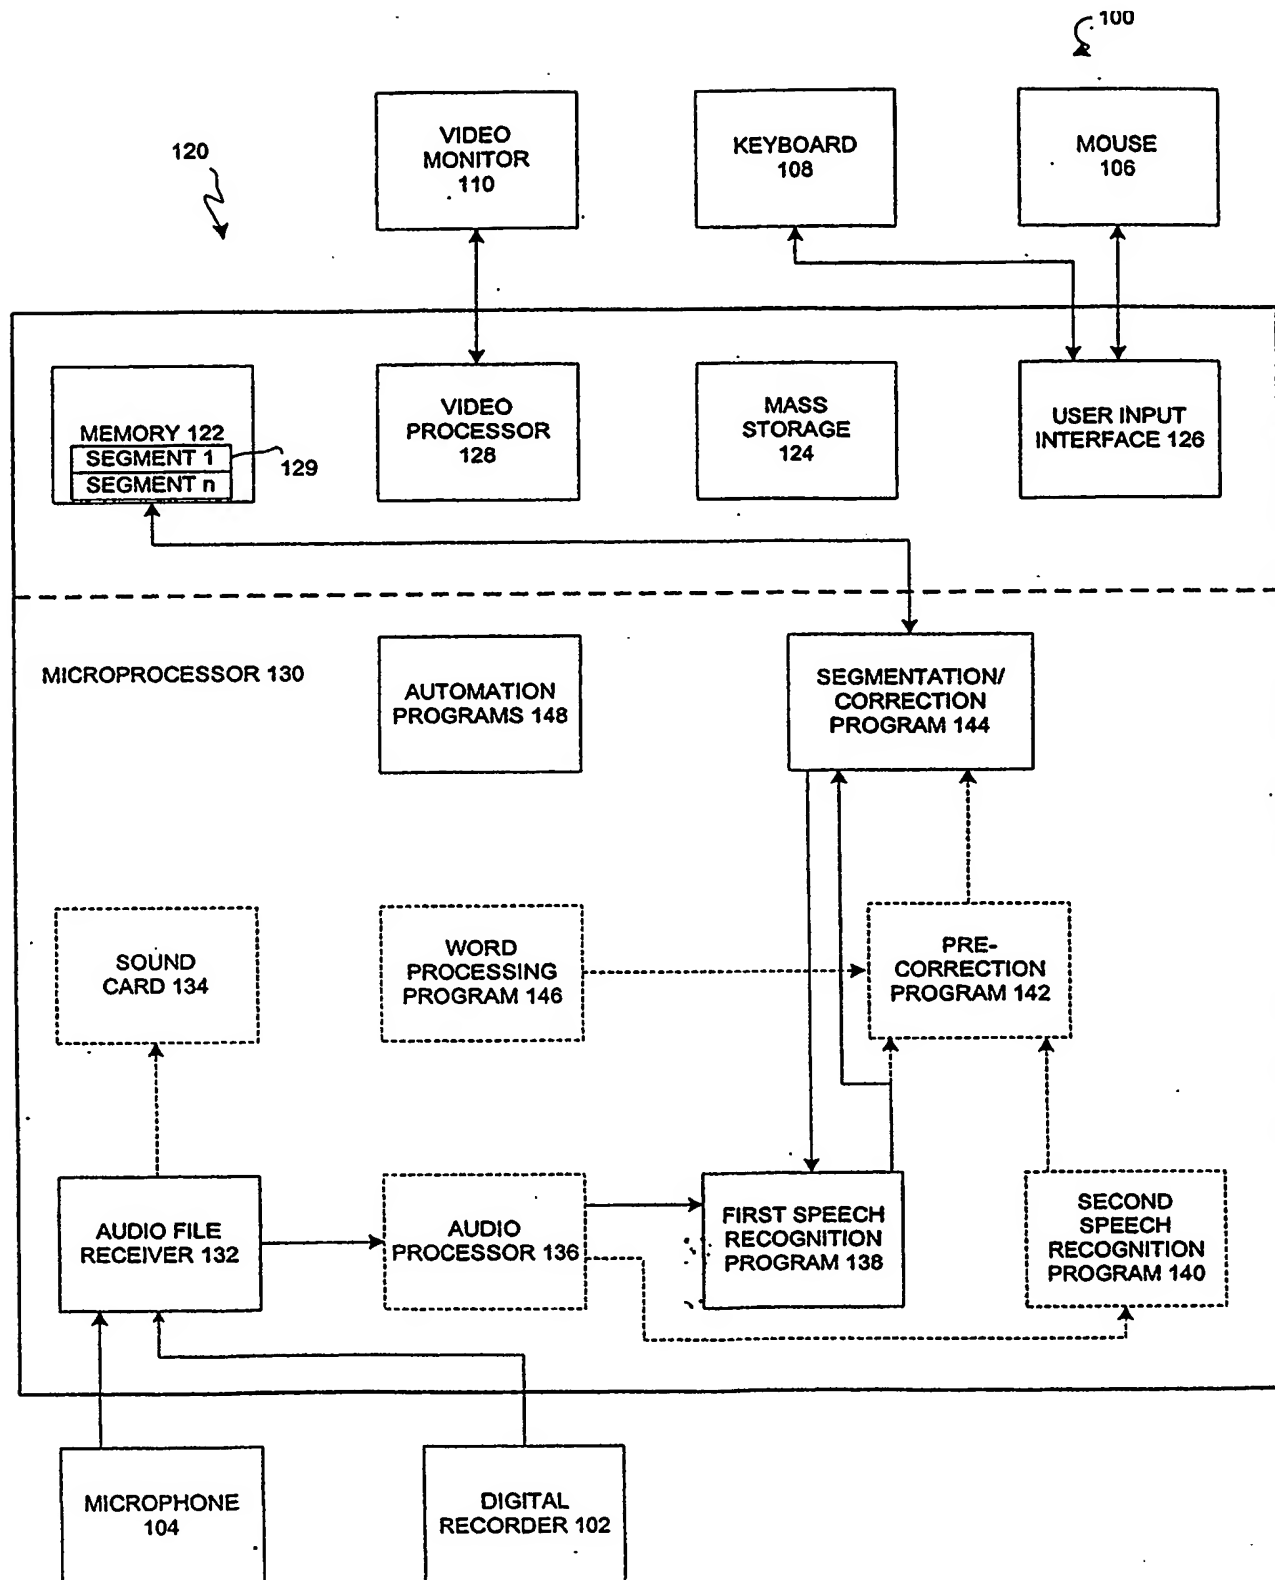 100
120
VIDEO
MONITOR
110
KEYBOARD
108
MOUSE
106
MEMORY 122
SEGMENT 1
SEGMENT n
129
VIDEO
PROCESSOR
128
MASS
STORAGE
124
USER INPUT
INTERFACE 126
MICROPROCESSOR 130
AUTOMATION
PROGRAMS 148
SEGMENTATION/
CORRECTION
PROGRAM 144
SOUND
CARD 134
WORD
PROCESSING
PROGRAM 146
PRE-
CORRECTION
PROGRAM 142
AUDIO FILE
RECEIVER 132
AUDIO
PROCESSOR 136
FIRST SPEECH
RECOGNITION
PROGRAM 138
SECOND
SPEECH
RECOGNITION
PROGRAM 140
MICROPHONE
104
DIGITAL
RECORDER 102